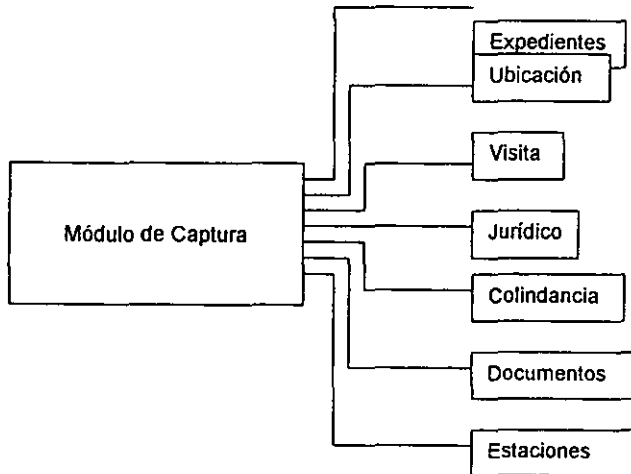 Expedientes
Ubicación
Visita
Módulo de Captura
Jurídico
Colindancia
Documentos
Estaciones